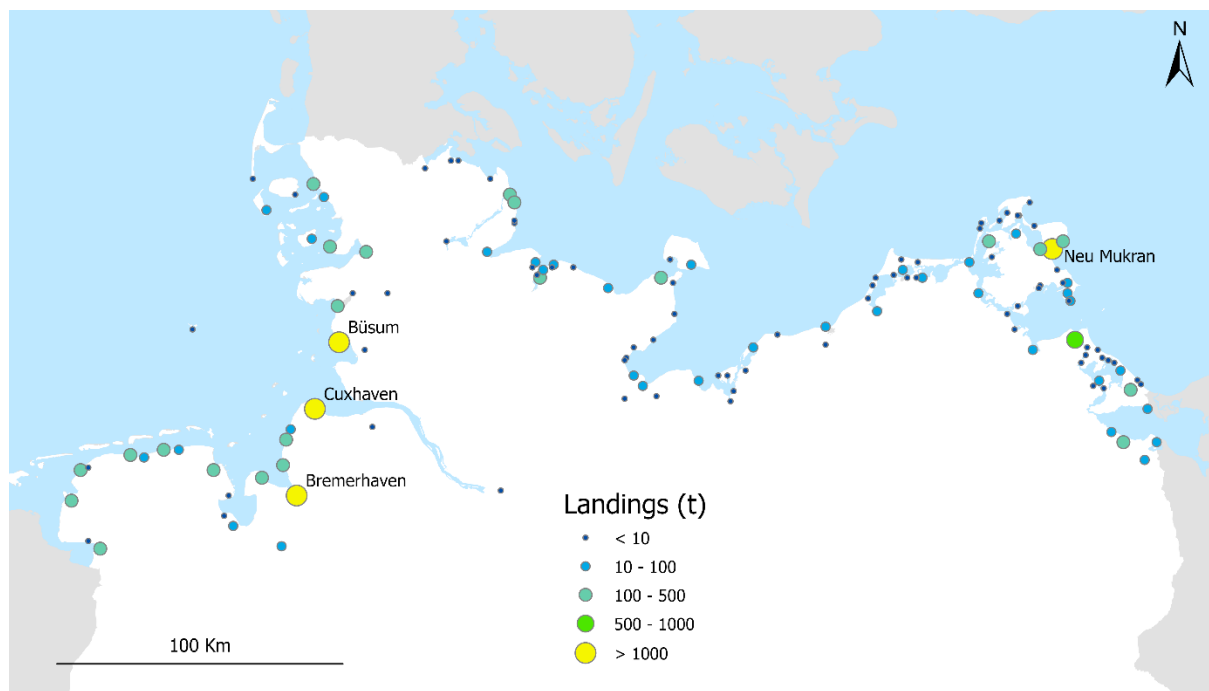 N
Neu Mukran
Büsum
Cuxhaven
Bremerhaven
Landings (t)
< 10
10 - 100
100 - 500
500 - 1000
> 1000
100 Km